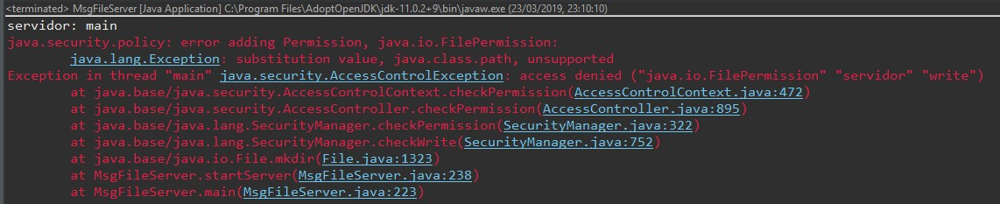 <terminated> MsgFileServer [Java Application] C:\Program Files\AdoptOpenJDK\jdk-11.0.2+9\bin\javaw.exe (23/03/2019, 23:10:10)
servidor: main
java.security.policy: error adding Permission, java.io.FilePermission:
java.lang.Exception: substitution value, java.class.path, unsupported
Exception in thread "main" java.security.AccessControlException: access denied ("java.io.FilePermission" "servidor" "write")
at java.base/java.security.AccessControlContext.checkPermission(AccessControlContext.java:472)
at java.base/java.security.AccessController.checkPermission(AccessController.java:895)
at java.base/java.lang.SecurityManager.checkPermission(SecurityManager.java:322)
at java.base/java.lang.SecurityManager.checkWrite(SecurityManager.java:752)
at java.base/java.io.File.mkdir(File.java:1323)
at MsgFileServer.startServer(MsgFileServer.java:238)
at MsgFileServer.main(MsgFileServer.java:223)